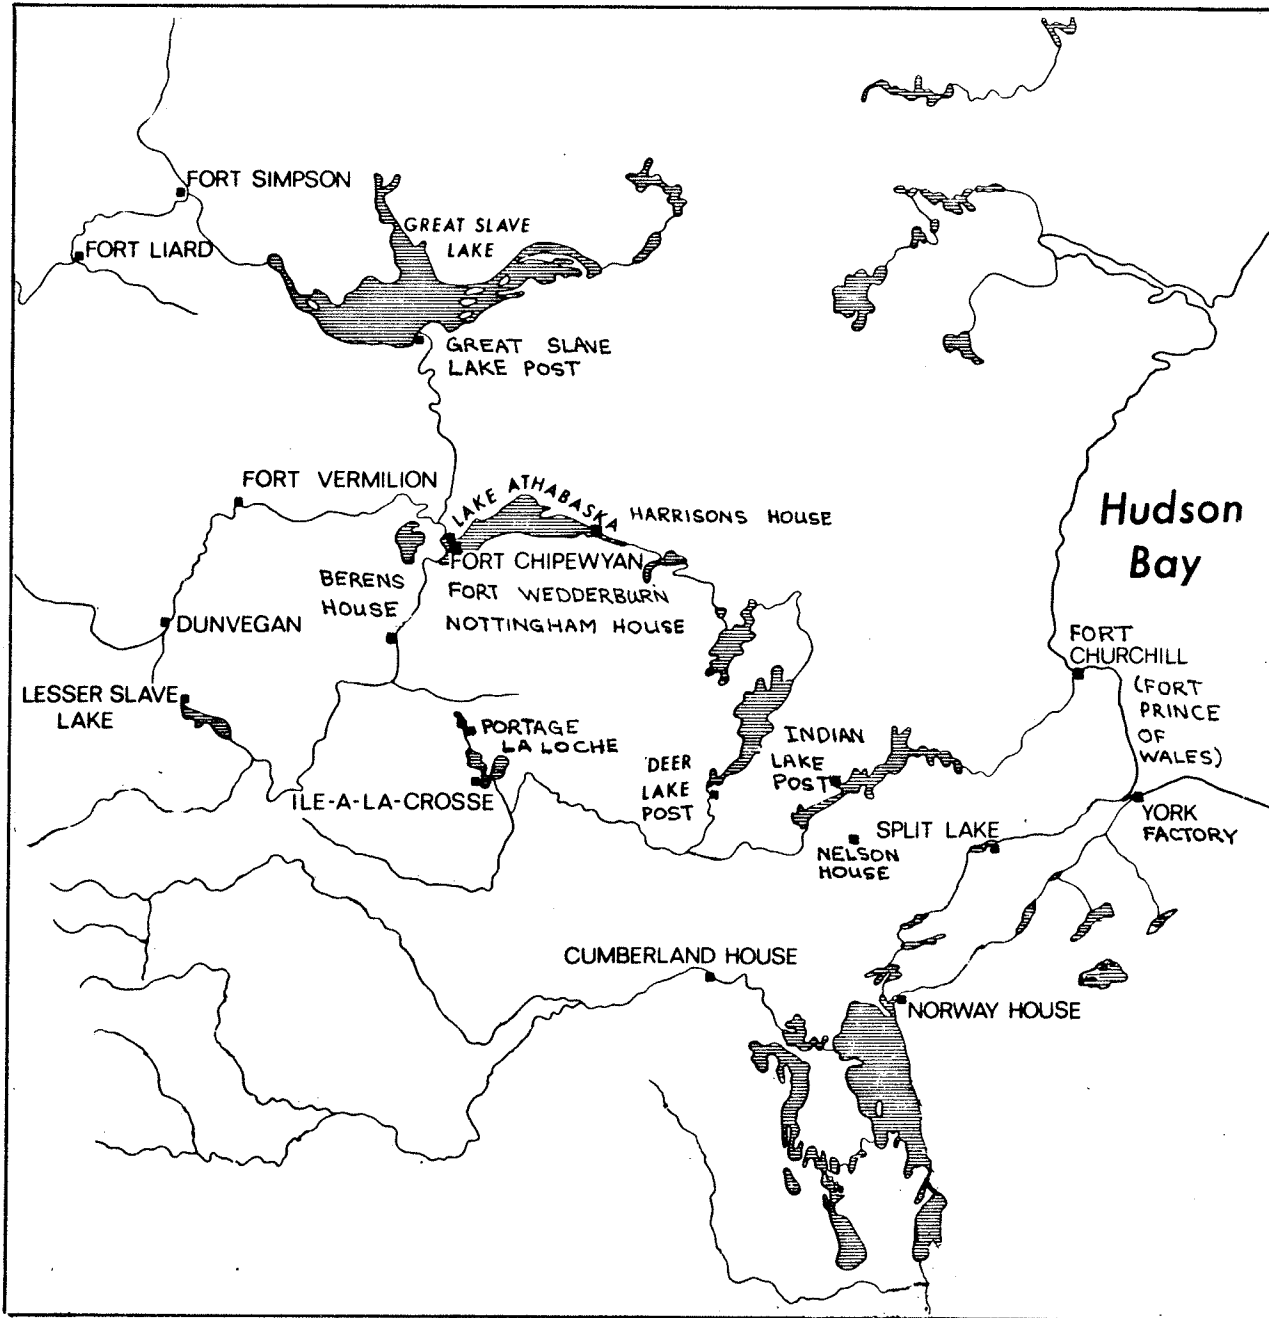 FORT SIMPSON
GREAT SLAVE
LAKE
FORT LIARD
GREAT SLAVE
LAKE POST
FORT VERMILION
LAKE ATHABASKA
HARRISONS HOUSE
Hudson
Bay
FORT CHIPEWYAN
BERENS
HOUSE
FORT WEDDERBURN
NOTTINGHAM HOUSE
DUNVEGAN
FORT
CHURCHILL
(FORT
PRINCE
OF
WALES)
LESSER SLAVE
LAKE
PORTAGE
LA LOCHE
INDIAN
LAKE
POST
DEER
LAKE
POST
ILE-A-LA-CROSSE
YORK
FACTORY
SPLIT LAKE
NELSON
HOUSE
CUMBERLAND HOUSE
NORWAY HOUSE